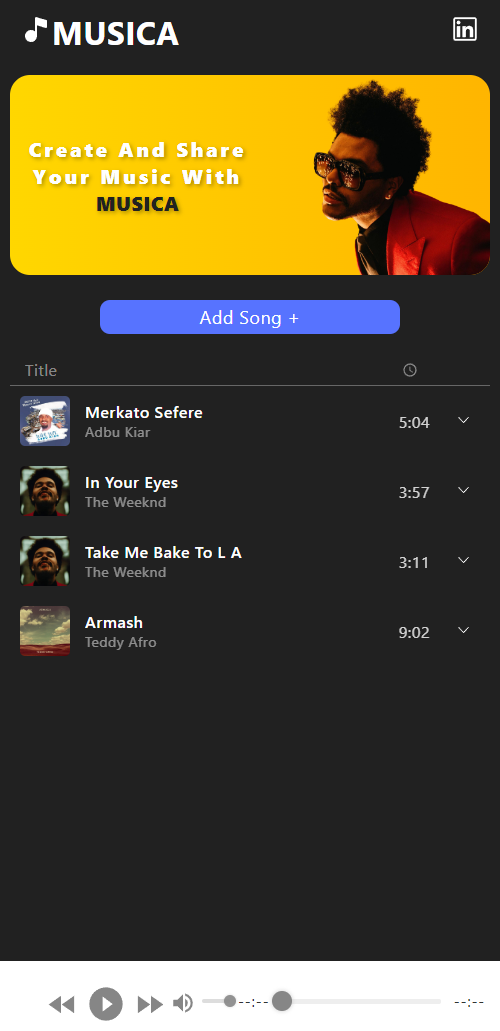 MUSICA
Create And Share
Your Music With
MUSICA
Add Song +
Title
Merkato Sefere
Adbu Kiar
5:04
In Your Eyes
The Weeknd
3:57
Take Me Bake To L A
The Weeknd
3:11
Armash
Teddy Afro
9:02
--:--
--:--